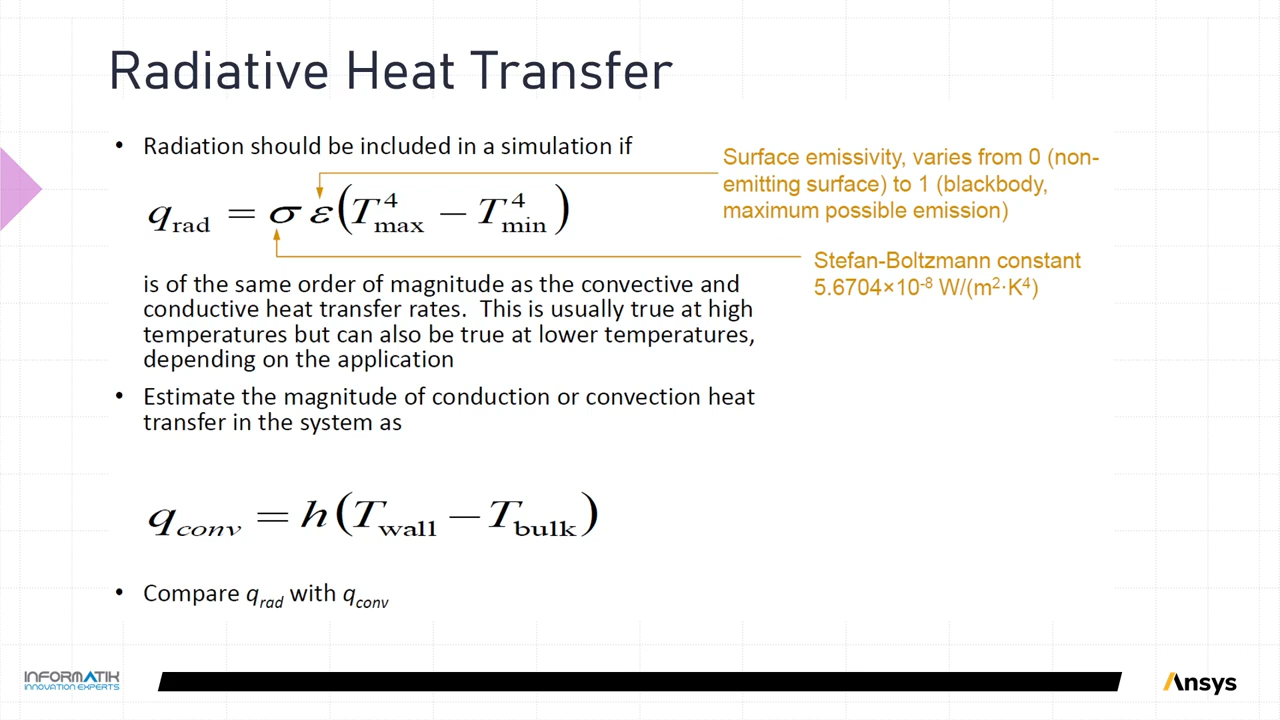 Radiative Heat Transfer
• Radiation should be included in a simulation if
Surface emissivity, varies from 0 (non-
emitting surface) to 1 (blackbody,
maximum possible emission)
q_rad = σ ε(T_max^4 − T_min^4)
Stefan-Boltzmann constant
5.6704×10^-8 W/(m^2·K^4)
is of the same order of magnitude as the convective and
conductive heat transfer rates. This is usually true at high
temperatures but can also be true at lower temperatures,
depending on the application
• Estimate the magnitude of conduction or convection heat
transfer in the system as
q_conv = h(T_wall − T_bulk)
• Compare q_rad with q_conv
INFORMATIK
INNOVATION EXPERTS
Ansys